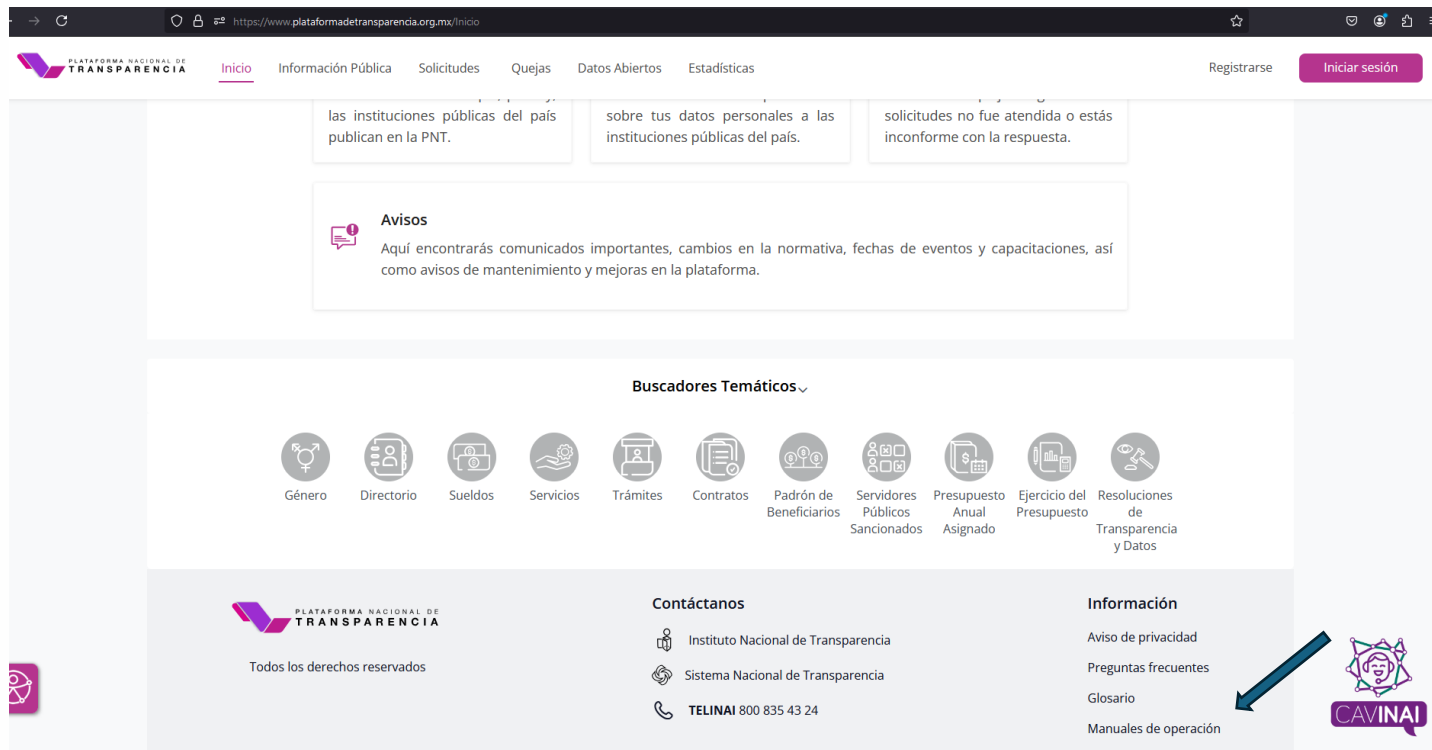 https://www.plataformadetransparencia.org.mx/Inicio
PLATAFORMA NACIONAL DE
TRANSPARENCIA
Inicio
Información Pública
Solicitudes
Quejas
Datos Abiertos
Estadísticas
Registrarse
Iniciar sesión
las instituciones públicas del país
publican en la PNT.
sobre tus datos personales a las
instituciones públicas del país.
solicitudes no fue atendida o estás
inconforme con la respuesta.
Avisos
Aquí encontrarás comunicados importantes, cambios en la normativa, fechas de eventos y capacitaciones, así
como avisos de mantenimiento y mejoras en la plataforma.
Buscadores Temáticos
Género
Directorio
Sueldos
Servicios
Trámites
Contratos
Padrón de
Beneficiarios
Servidores
Públicos
Sancionados
Presupuesto
Anual
Asignado
Ejercicio del
Presupuesto
Resoluciones
de
Transparencia
y Datos
PLATAFORMA NACIONAL DE
TRANSPARENCIA
Todos los derechos reservados
Contáctanos
Instituto Nacional de Transparencia
Sistema Nacional de Transparencia
TELINAI 800 835 43 24
Información
Aviso de privacidad
Preguntas frecuentes
Glosario
Manuales de operación
CAVINAI